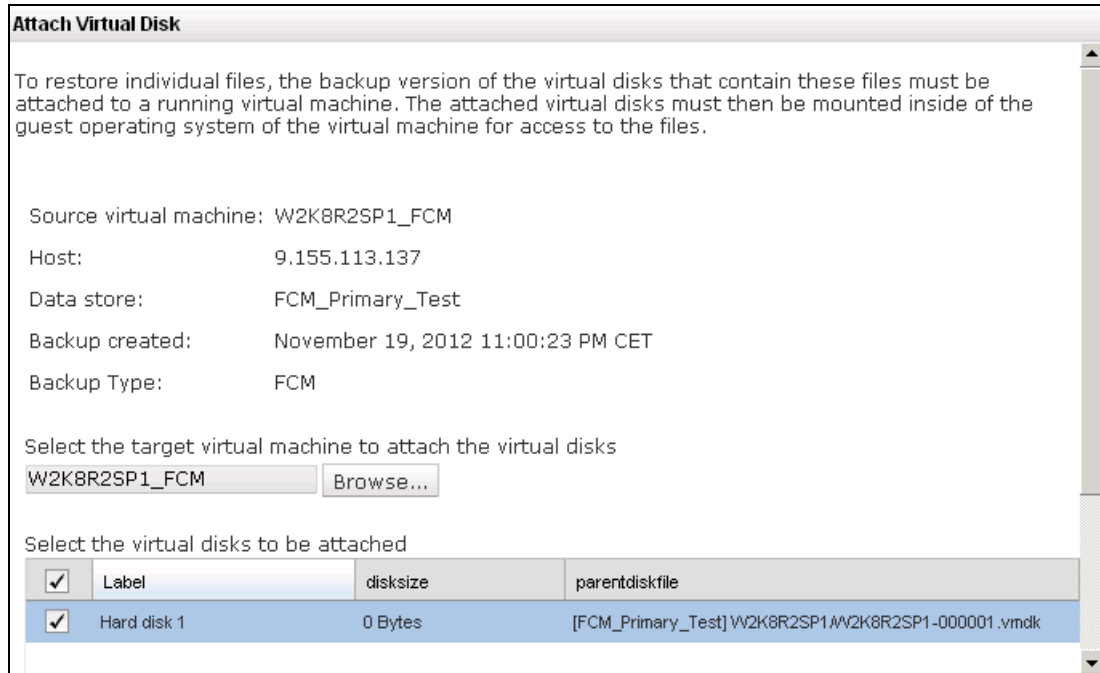 Attach Virtual Disk
To restore individual files, the backup version of the virtual disks that contain these files must be
attached to a running virtual machine. The attached virtual disks must then be mounted inside of the
guest operating system of the virtual machine for access to the files.
Source virtual machine: W2K8R2SP1_FCM
Host: 9.155.113.137
Data store: FCM_Primary_Test
Backup created: November 19, 2012 11:00:23 PM CET
Backup Type: FCM
Select the target virtual machine to attach the virtual disks
W2K8R2SP1_FCM Browse...
Select the virtual disks to be attached
Label disksize parentdiskfile
Hard disk 1 0 Bytes [FCM_Primary_Test] W2K8R2SP1/W2K8R2SP1-000001.vmdk